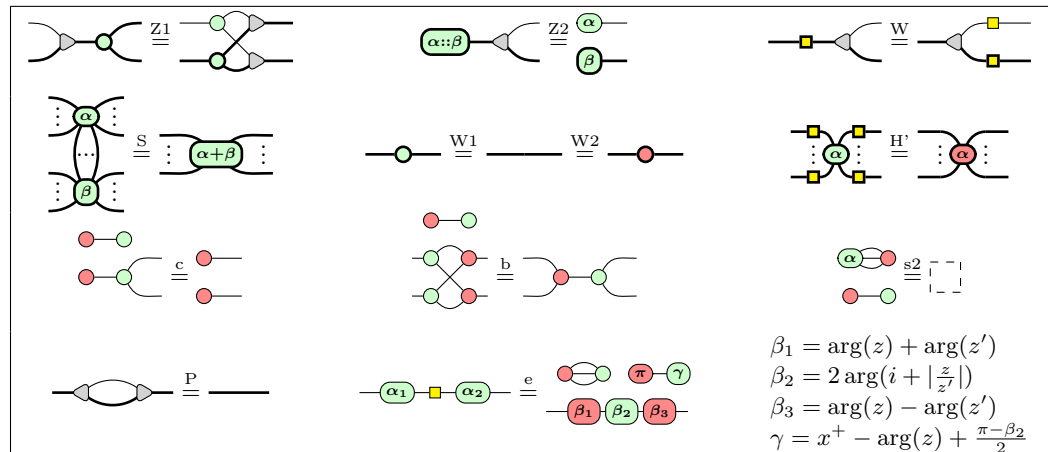 Z1
≡
α::β
Z2
≡
α
β
W
≡
α
⋯
β
S
=
α+β
W1
=
W2
=
α
H'
=
α
c
=
b
=
α
s2
=
P
=
α₁ α₂
e
=
π γ
β₁ β₂ β₃
β₁ = arg(z) + arg(z′)
β₂ = 2 arg(i + |z/z′|)
β₃ = arg(z) − arg(z′)
γ = x⁺ − arg(z) + (π−β₂)/2